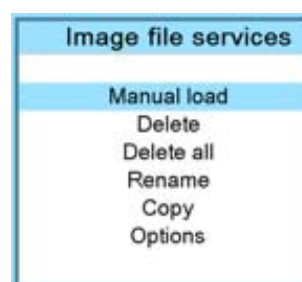 Image file services
Manual load
Delete
Delete all
Rename
Copy
Options